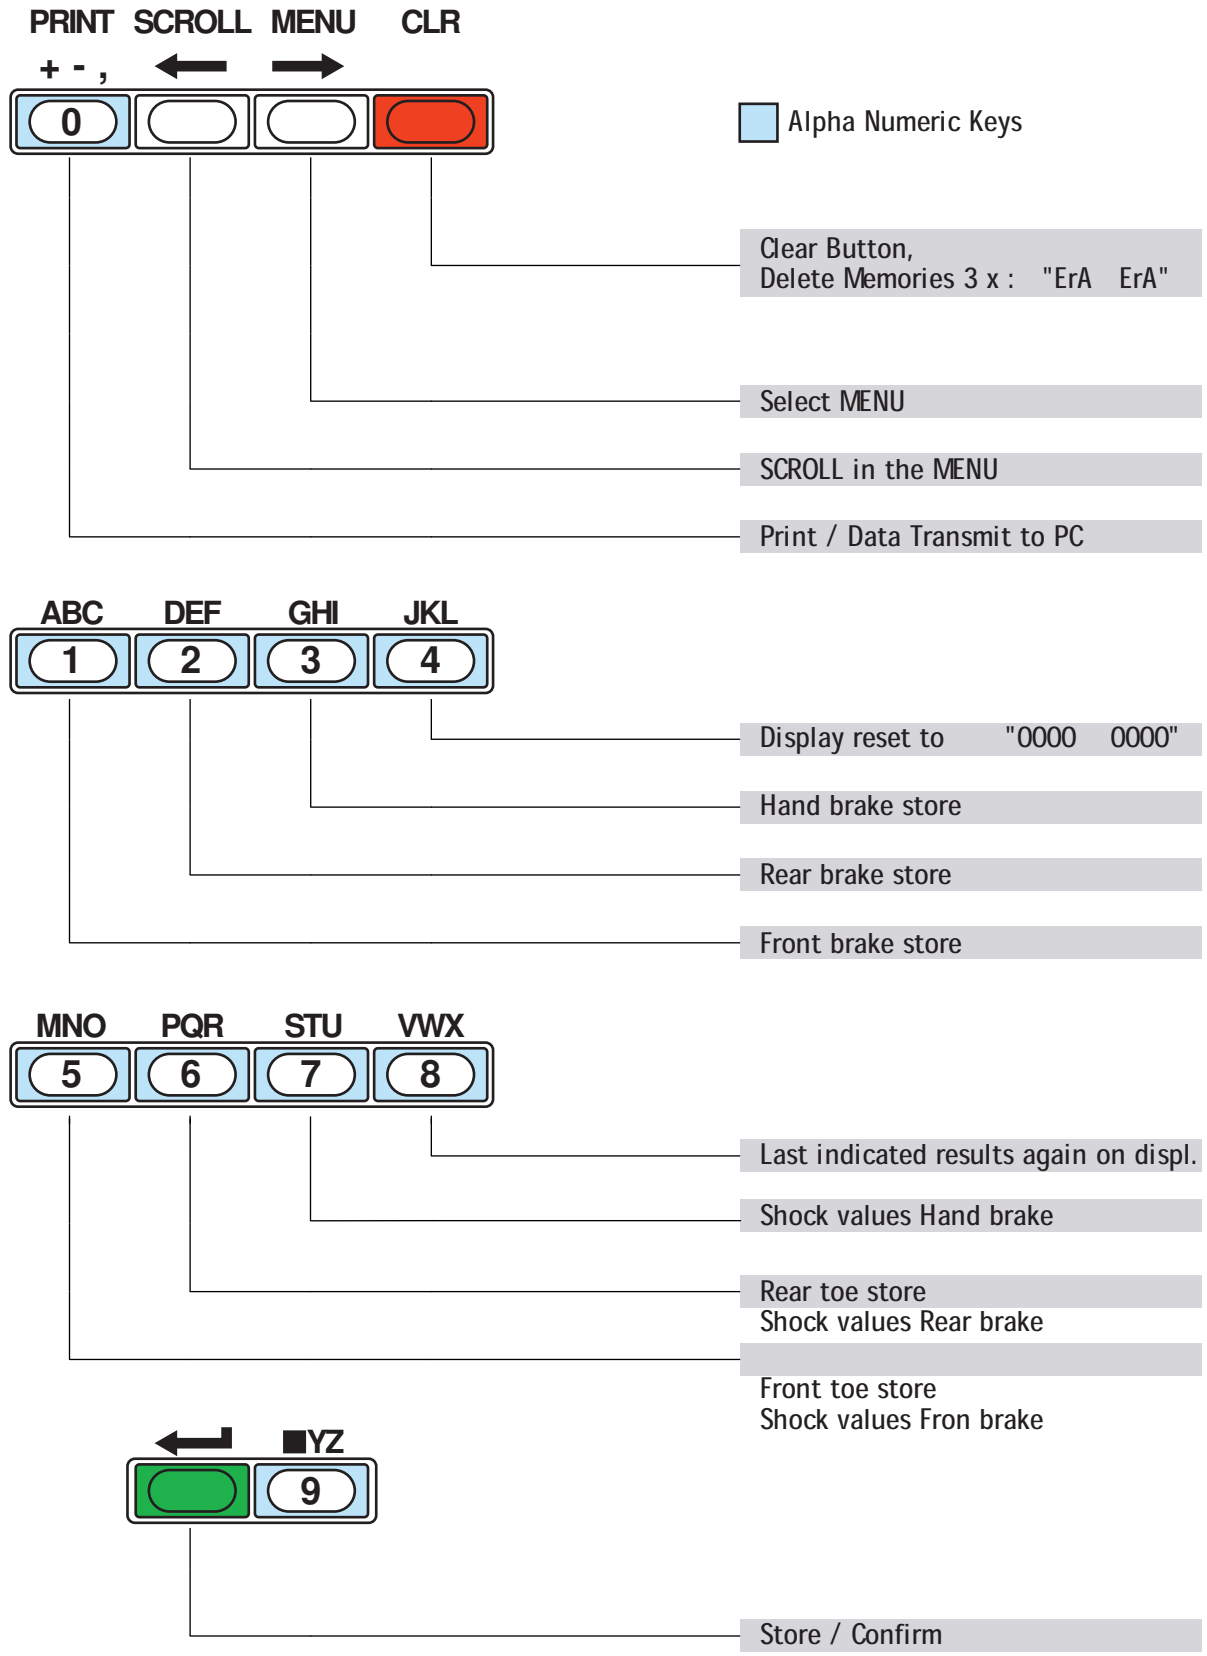 PRINT SCROLL MENU CLR
+ - ,
0
Alpha Numeric Keys
Clear Button,
Delete Memories 3 x : "ErA ErA"
Select MENU
SCROLL in the MENU
Print / Data Transmit to PC
ABC DEF GHI JKL
1 2 3 4
Display reset to "0000 0000"
Hand brake store
Rear brake store
Front brake store
MNO PQR STU VWX
5 6 7 8
Last indicated results again on displ.
Shock values Hand brake
Rear toe store
Shock values Rear brake
Front toe store
Shock values Fron brake
■YZ
9
Store / Confirm